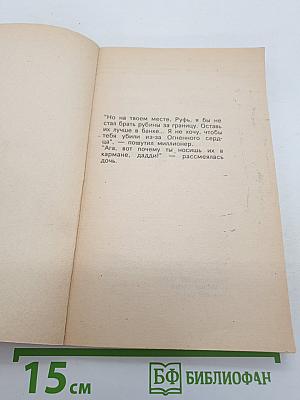 "Но на твоем месте, Руфь, я бы не
стал брать рубины за границу. Оставь
их лучше в банке... Я не хочу, чтобы
тебя убили из-за Огненного серд-
ца", — пошутил миллионер.
"Ага, вот почему ты носишь их в
кармане, дадди!" — рассмеялась
дочь.
15 см
БФ БИБЛИОФАН